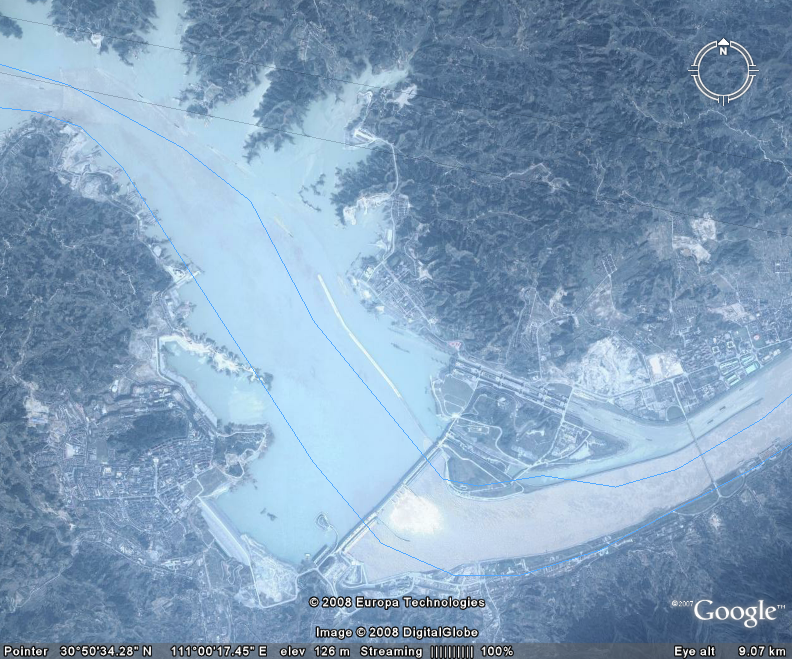 N
© 2008 Europa Technologies
Image © 2008 DigitalGlobe
©2007 Google™
Pointer 30°50'34.28" N 111°00'17.45" E elev 126 m Streaming ||||||||| 100% Eye alt 9.07 km